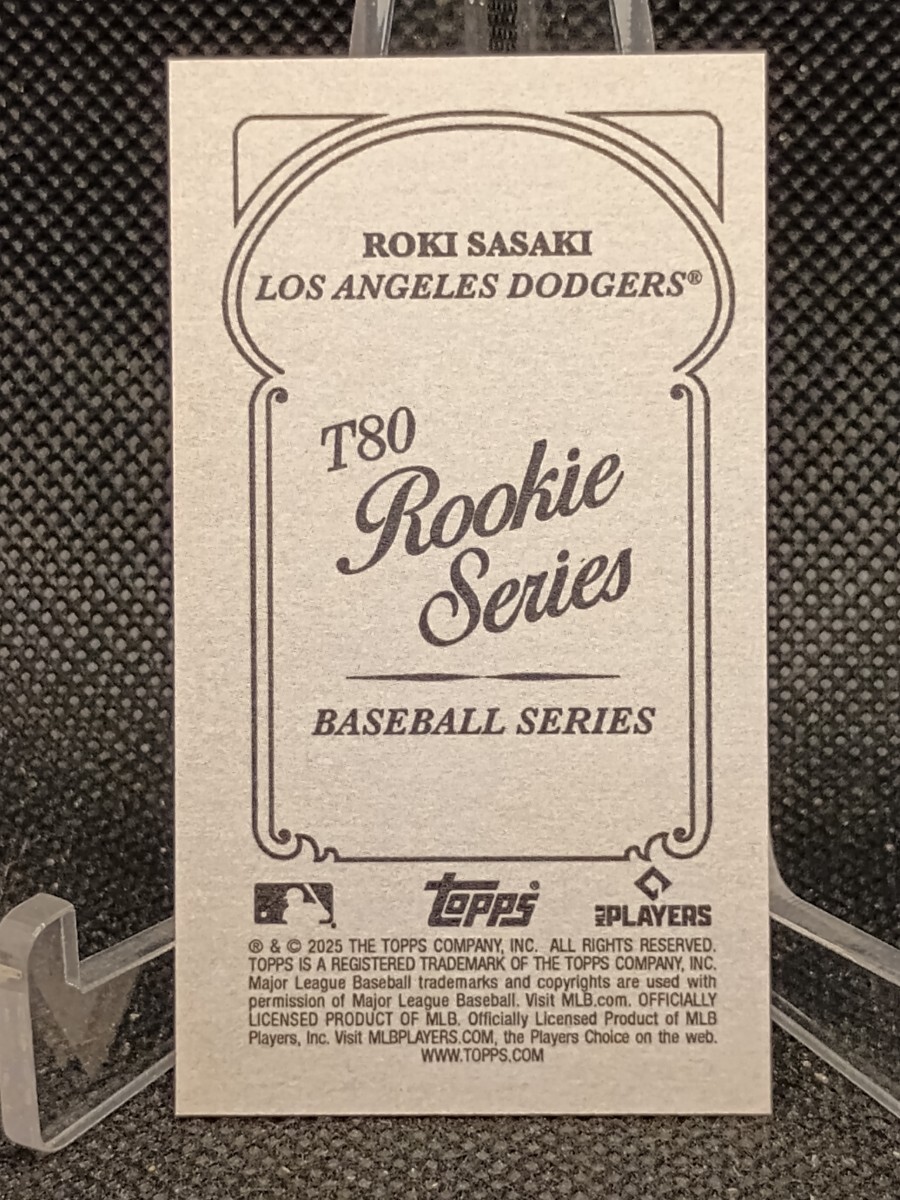 ROKI SASAKI
LOS ANGELES DODGERS®
T80
Rookie
Series
BASEBALL SERIES
Topps®
MLB PLAYERS
® & © 2025 THE TOPPS COMPANY, INC. ALL RIGHTS RESERVED.
TOPPS IS A REGISTERED TRADEMARK OF THE TOPPS COMPANY, INC.
Major League Baseball trademarks and copyrights are used with
permission of Major League Baseball. Visit MLB.com. OFFICIALLY
LICENSED PRODUCT OF MLB. Officially Licensed Product of MLB
Players, Inc. Visit MLBPLAYERS.COM, the Players Choice on the web.
WWW.TOPPS.COM